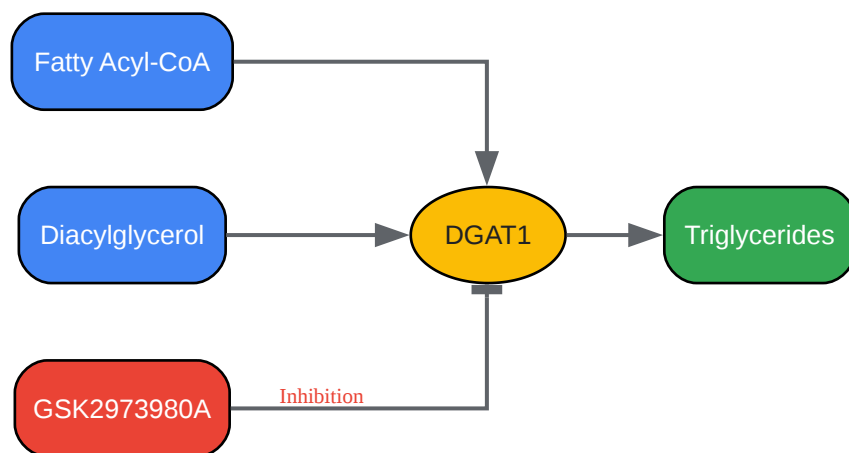 Fatty Acyl-CoA
Diacylglycerol
DGAT1
Triglycerides
Inhibition
GSK2973980A